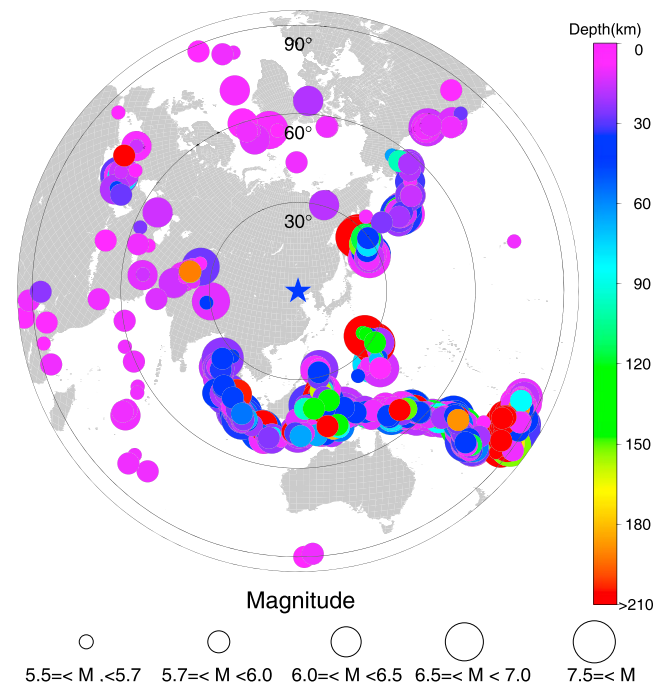 Depth(km)
0
30
60
90
120
150
180
>210
90°
60°
30°
Magnitude
5.5=< M .<5.7
5.7=< M <6.0
6.0=< M <6.5
6.5=< M < 7.0
7.5=< M